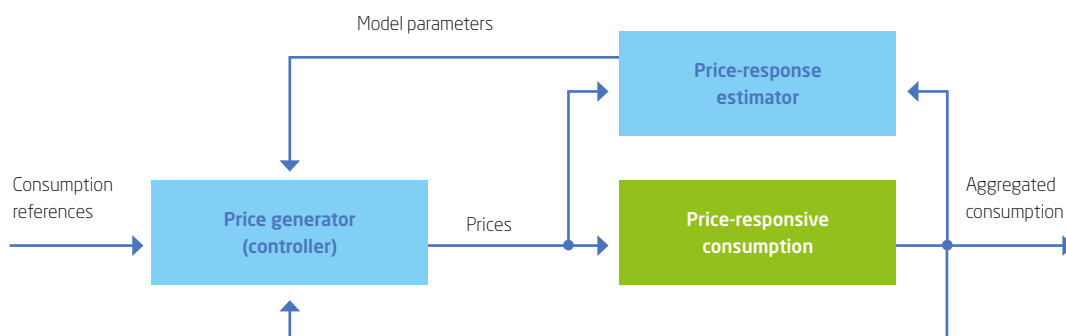 Model parameters
Price-response
estimator
Consumption
references
Price generator
(controller)
Prices
Price-responsive
consumption
Aggregated
consumption